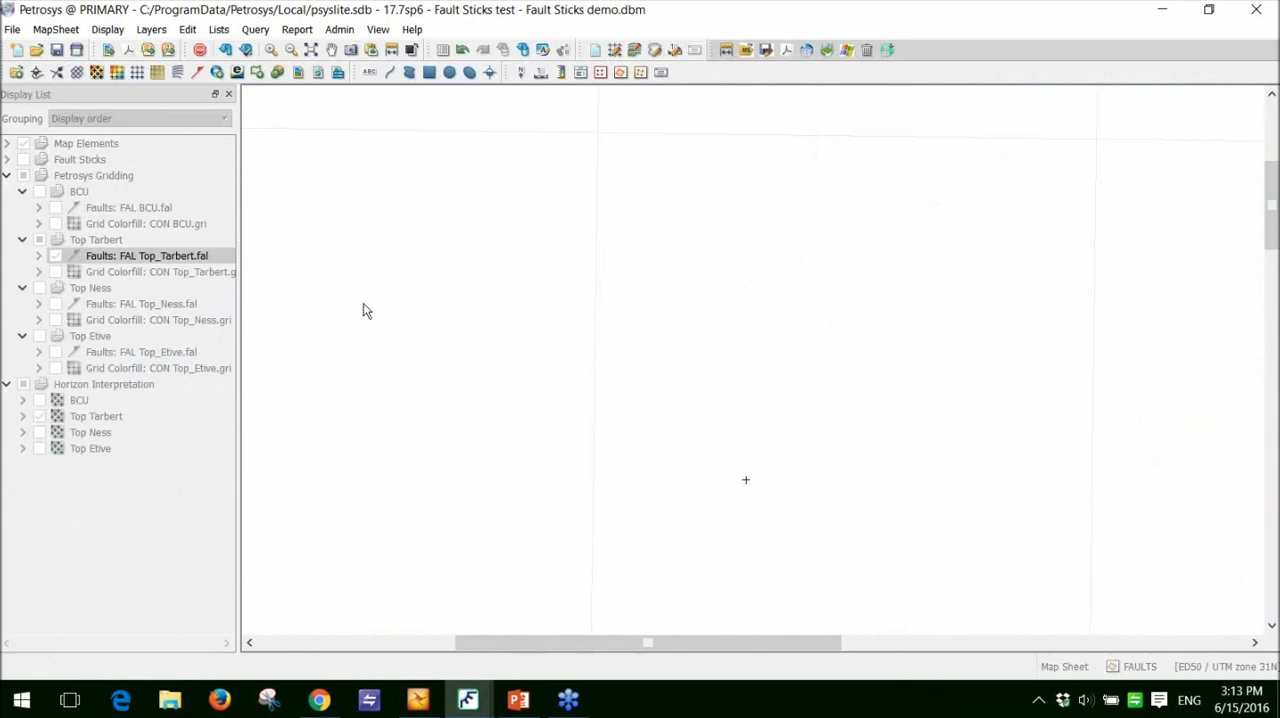 Petrosys @ PRIMARY - C:/ProgramData/Petrosys/Local/psyslite.sdb - 17.7sp6 - Fault Sticks test - Fault Sticks demo.dbm
File MapSheet Display Layers Edit Lists Query Report Admin View Help
ABC
Display List
Grouping Display order
Map Elements
Fault Sticks
Petrosys Gridding
BCU
Faults: FAL BCU.fal
Grid Colorfill: CON BCU.gri
Top Tarbert
Faults: FAL Top_Tarbert.fal
Grid Colorfill: CON Top_Tarbert.g
Top Ness
Faults: FAL Top_Ness.fal
Grid Colorfill: CON Top_Ness.gri
Top Etive
Faults: FAL Top_Etive.fal
Grid Colorfill: CON Top_Etive.gri
Horizon Interpretation
BCU
Top Tarbert
Top Ness
Top Etive
Map Sheet FAULTS [ED50 / UTM zone 31N
ENG
3:13 PM
6/15/2016